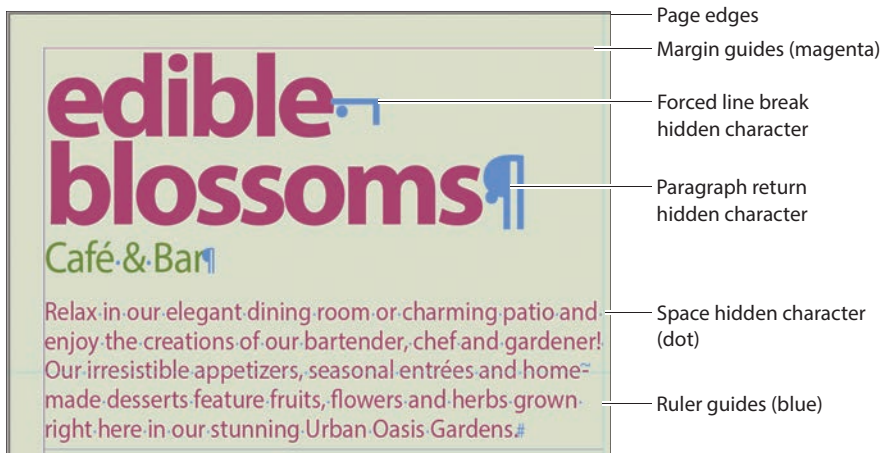 edible
blossoms¶
Café·&·Bar¶
Relax·in·our·elegant·dining·room·or·charming·patio·and·
enjoy·the·creations·of·our·bartender,·chef·and·gardener!·
Our·irresistible·appetizers,·seasonal·entrées·and·home-
made·desserts·feature·fruits,·flowers·and·herbs·grown·
right·here·in·our·stunning·Urban·Oasis·Gardens.#
Page edges
Margin guides (magenta)
Forced line break
hidden character
Paragraph return
hidden character
Space hidden character
(dot)
Ruler guides (blue)